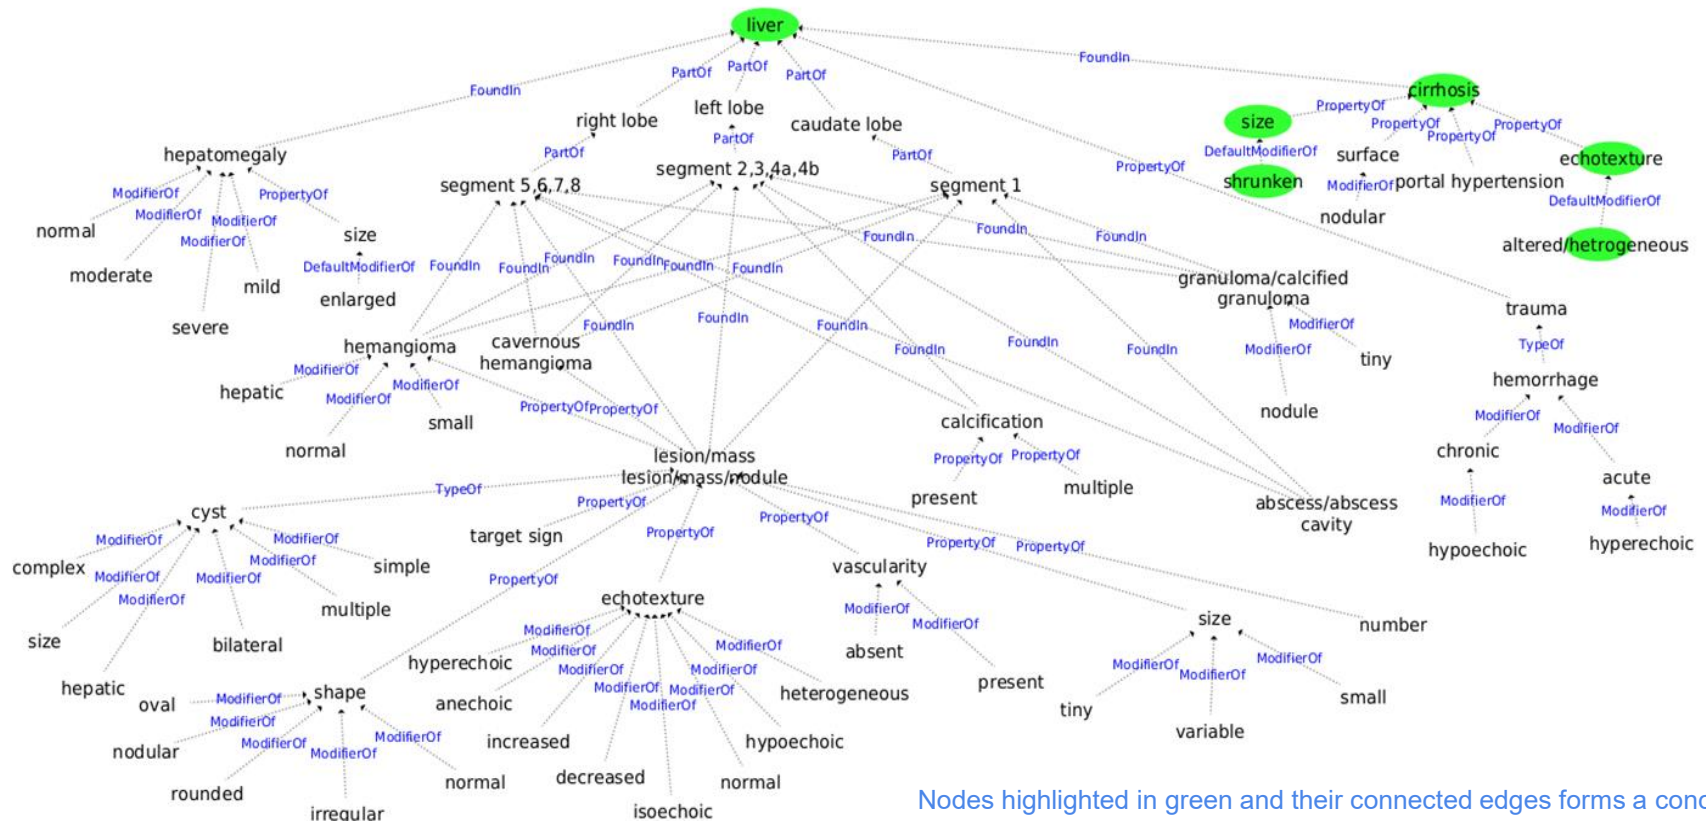 liver
FoundIn
PartOf
PartOf
PartOf
FoundIn
cirrhosis
size
PropertyOf
PropertyOf
PropertyOf
PropertyOf
right lobe
left lobe
caudate lobe
PartOf
PartOf
PartOf
hepatomegaly
segment 5,6,7,8
segment 2,3,4a,4b
segment 1
PropertyOf
DefaultModifierOf
shrunken
surface
ModifierOf
portal hypertension
nodular
echotexture
DefaultModifierOf
altered/hetrogeneous
ModifierOf
ModifierOf
ModifierOf
ModifierOf
PropertyOf
normal
moderate
severe
mild
size
DefaultModifierOf
enlarged
FoundIn
FoundIn
FoundIn
FoundIn
FoundIn
FoundIn
FoundIn
FoundIn
FoundIn
granuloma/calcified
granuloma
ModifierOf
ModifierOf
tiny
nodule
trauma
TypeOf
hemorrhage
ModifierOf
ModifierOf
chronic
acute
ModifierOf
ModifierOf
hypoechoic
hyperechoic
FoundIn
FoundIn
FoundIn
FoundIn
FoundIn
FoundIn
hemangioma
cavernous
hemangioma
ModifierOf
ModifierOf
ModifierOf
hepatic
normal
small
PropertyOf
PropertyOf
calcification
PropertyOf
PropertyOf
present
multiple
abscess/abscess
cavity
lesion/mass
lesion/mass/nodule
TypeOf
cyst
ModifierOf
ModifierOf
ModifierOf
ModifierOf
ModifierOf
ModifierOf
complex
size
hepatic
bilateral
multiple
simple
PropertyOf
target sign
PropertyOf
PropertyOf
PropertyOf
PropertyOf
PropertyOf
shape
ModifierOf
ModifierOf
ModifierOf
ModifierOf
ModifierOf
oval
nodular
rounded
irregular
normal
echotexture
ModifierOf
ModifierOf
ModifierOf
ModifierOf
ModifierOf
ModifierOf
ModifierOf
ModifierOf
hyperechoic
anechoic
increased
decreased
isoechoic
normal
hypoechoic
heterogeneous
vascularity
ModifierOf
ModifierOf
absent
present
size
ModifierOf
ModifierOf
ModifierOf
tiny
variable
small
number
Nodes highlighted in green and their connected edges forms a conc